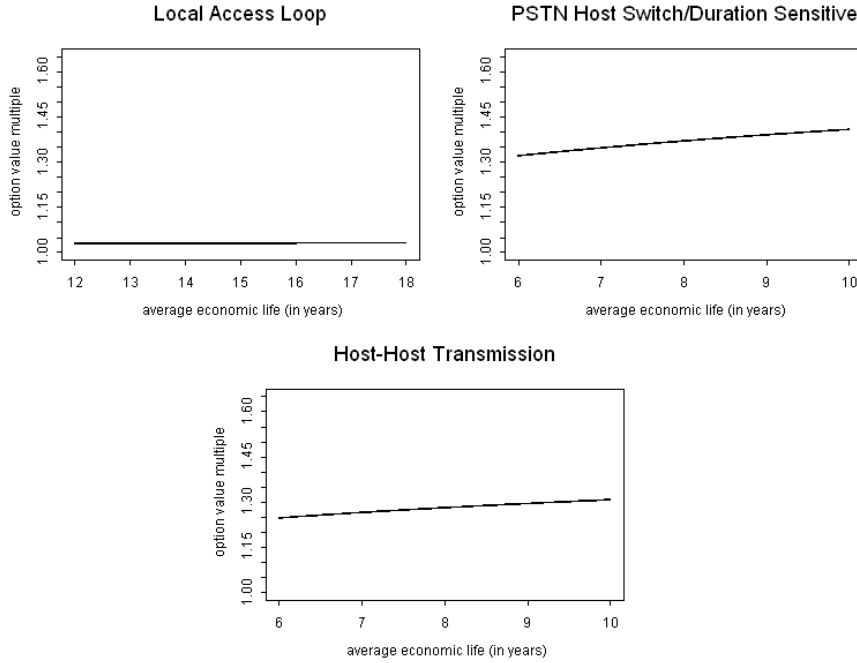 Local Access Loop
option value multiple
1.60
1.45
1.30
1.15
1.00
12 13 14 15 16 17 18
average economic life (in years)
PSTN Host Switch/Duration Sensitive
option value multiple
1.60
1.45
1.30
1.15
1.00
6 7 8 9 10
average economic life (in years)
Host-Host Transmission
option value multiple
1.60
1.45
1.30
1.15
1.00
6 7 8 9 10
average economic life (in years)